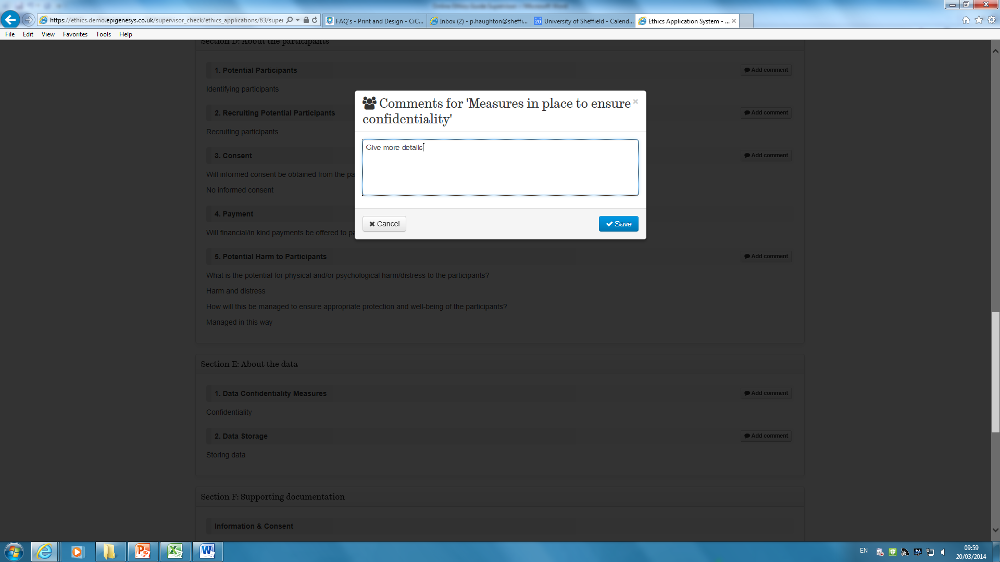 https://ethics.demo.epigenesys.co.uk/supervisor_check/ethics_applications/83/super
FAQ's - Print and Design - CiC...
Inbox (2) - p.haughton@sheffi...
20 University of Sheffield - Calend...
Ethics Application System - ...
File Edit View Favorites Tools Help
Section D: About the participants
1. Potential Participants
Add comment
Identifying participants
2. Recruiting Potential Participants
Add comment
Recruiting participants
3. Consent
Add comment
Will informed consent be obtained from the pa
No informed consent
4. Payment
Will financial/in kind payments be offered to pa
5. Potential Harm to Participants
Add comment
What is the potential for physical and/or psychological harm/distress to the participants?
Harm and distress
How will this be managed to ensure appropriate protection and well-being of the participants?
Managed in this way
Comments for 'Measures in place to ensure
confidentiality'
Give more details
Cancel
Save
Section E: About the data
1. Data Confidentiality Measures
Add comment
Confidentiality
2. Data Storage
Add comment
Storing data
Section F: Supporting documentation
Information & Consent
EN
09:59
20/03/2014